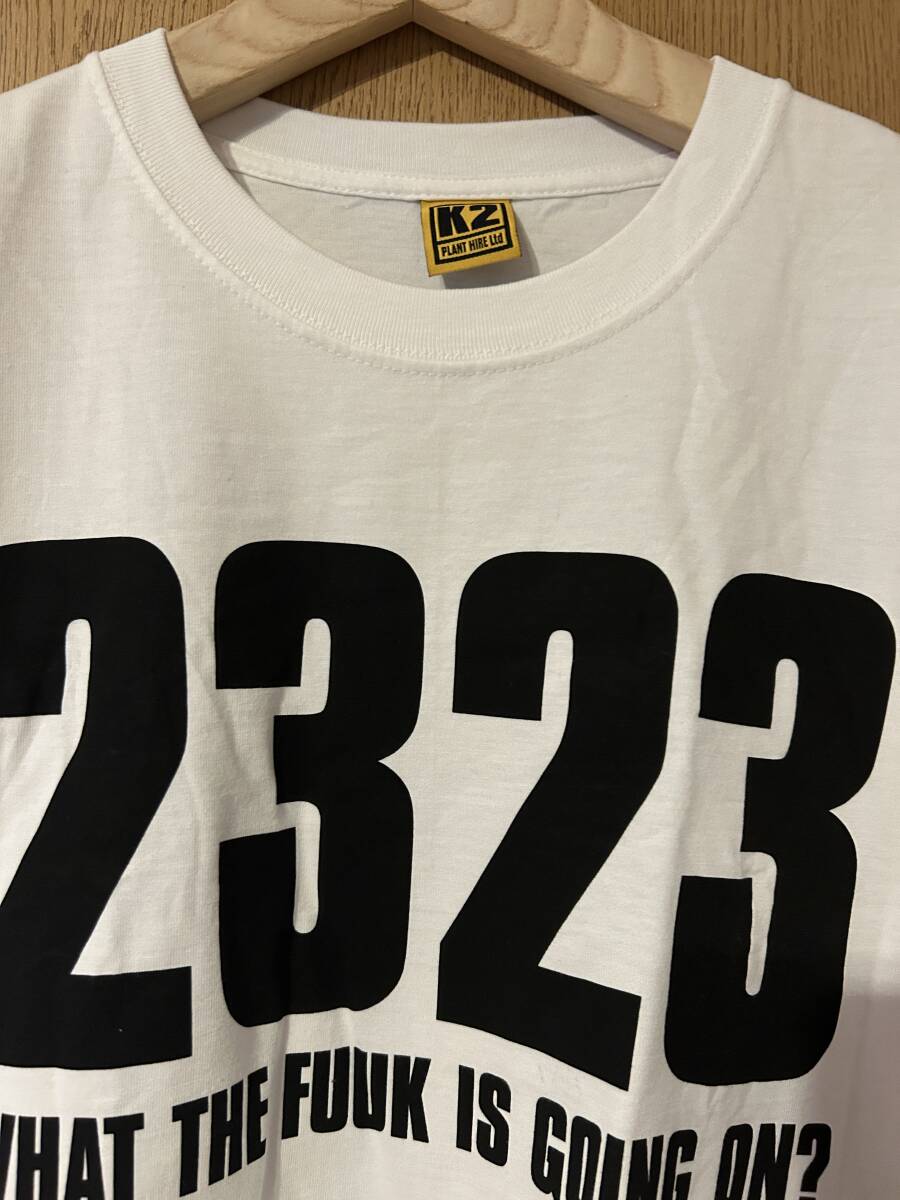 K2
PLANT HIRE Ltd
2323
WHAT THE FUUK IS GOING ON?